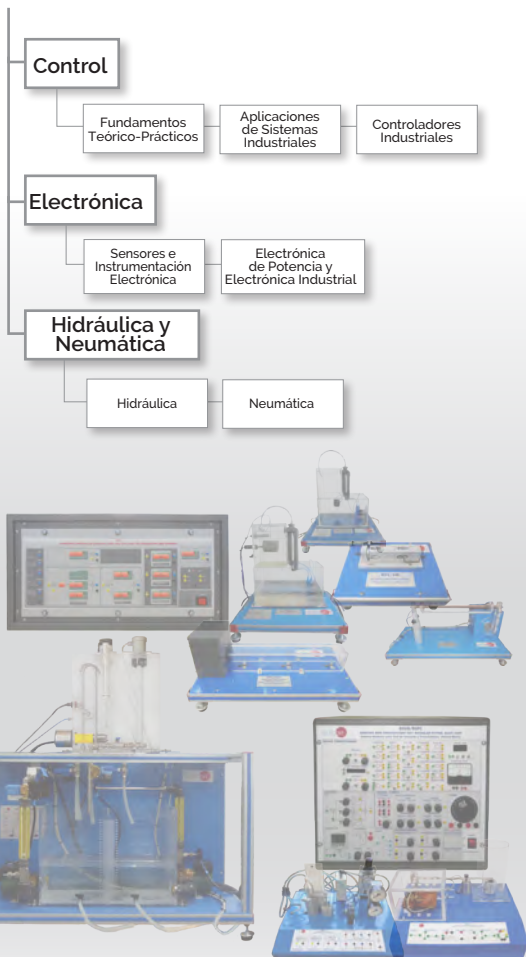 Control
Fundamentos
Teórico-Prácticos
Aplicaciones
de Sistemas
Industriales
Controladores
Industriales
Electrónica
Sensores e
Instrumentación
Electrónica
Electrónica
de Potencia y
Electrónica Industrial
Hidráulica y
Neumática
Hidráulica
Neumática